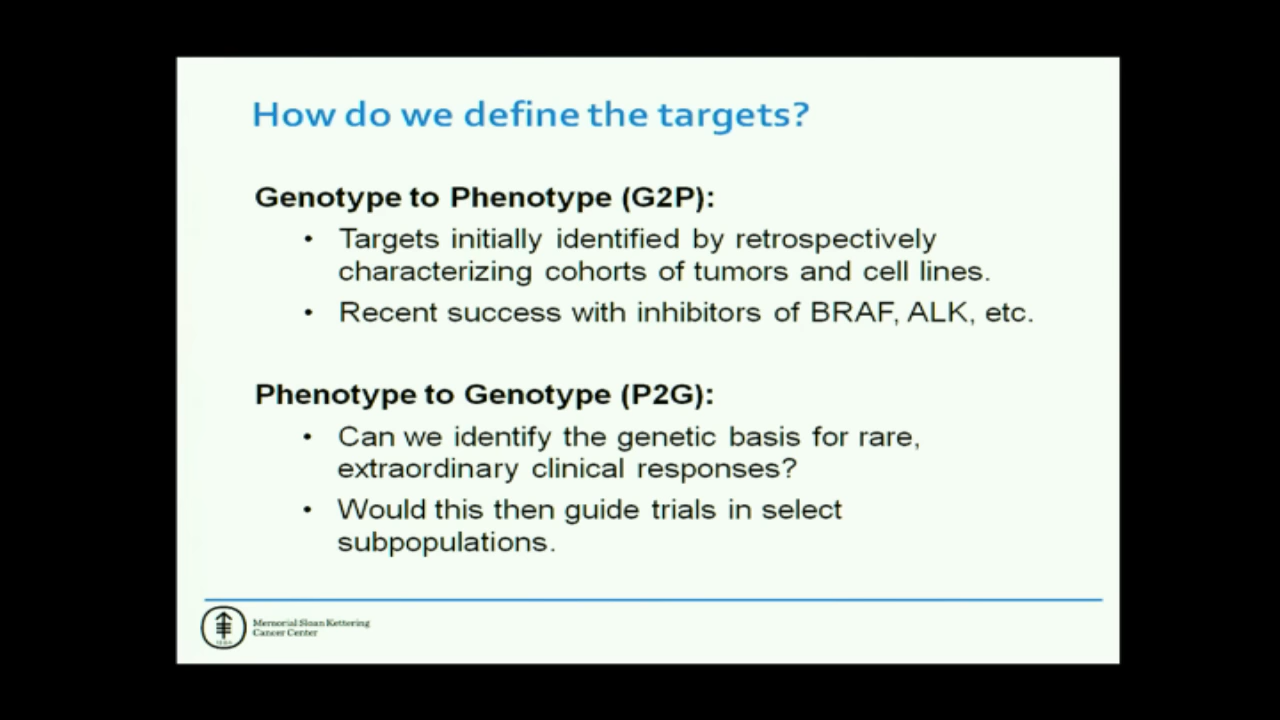 How do we define the targets?
Genotype to Phenotype (G2P):
• Targets initially identified by retrospectively
characterizing cohorts of tumors and cell lines.
• Recent success with inhibitors of BRAF, ALK, etc.
Phenotype to Genotype (P2G):
• Can we identify the genetic basis for rare,
extraordinary clinical responses?
• Would this then guide trials in select
subpopulations.
Memorial Sloan Kettering
Cancer Center